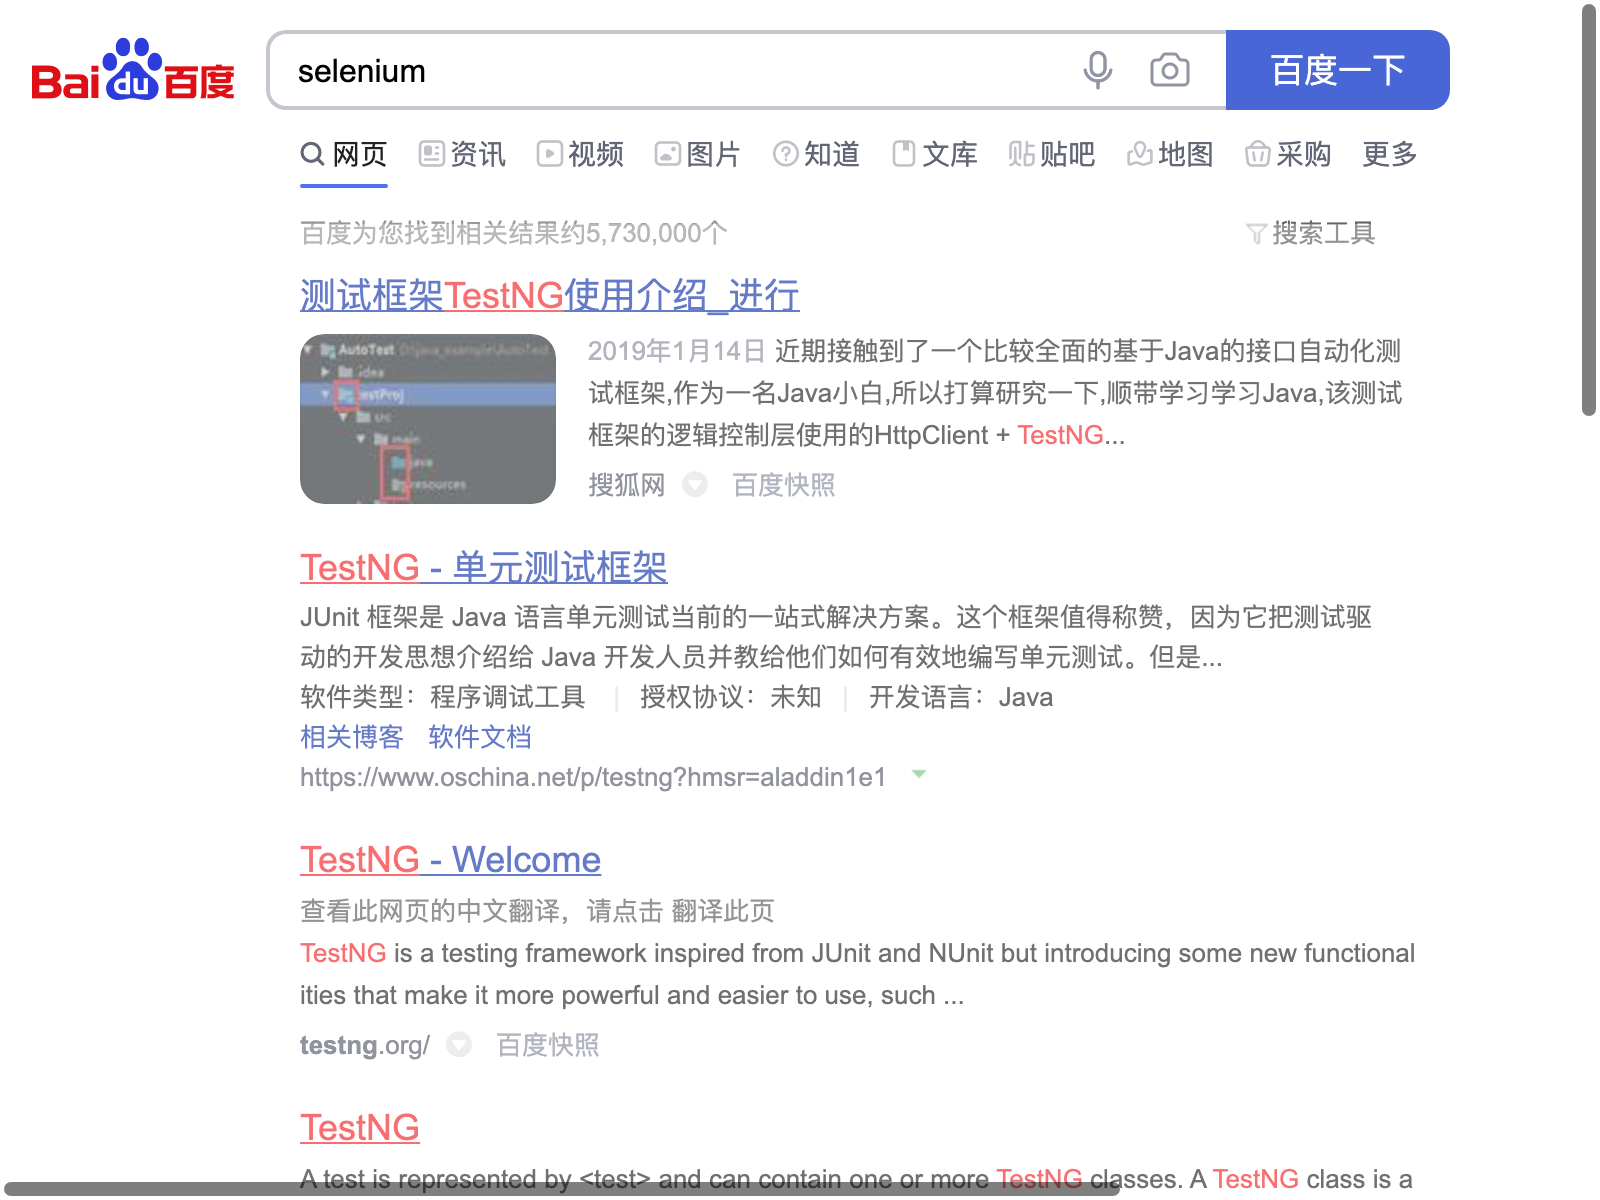 Bai du 百度
selenium
百度一下
网页 资讯 视频 图片 知道 文库 贴吧 地图 采购 更多
百度为您找到相关结果约5,730,000个 搜索工具
测试框架TestNG使用介绍_进行
AutoTest D:\java_example\AutoTest
.idea
testProj
src
main
java
resources
2019年1月14日 近期接触到了一个比较全面的基于Java的接口自动化测
试框架,作为一名Java小白,所以打算研究一下,顺带学习学习Java,该测试
框架的逻辑控制层使用的HttpClient + TestNG...
搜狐网 百度快照
TestNG - 单元测试框架
JUnit 框架是 Java 语言单元测试当前的一站式解决方案。这个框架值得称赞，因为它把测试驱
动的开发思想介绍给 Java 开发人员并教给他们如何有效地编写单元测试。但是...
软件类型：程序调试工具 | 授权协议：未知 | 开发语言：Java
相关博客 软件文档
https://www.oschina.net/p/testng?hmsr=aladdin1e1
TestNG - Welcome
查看此网页的中文翻译，请点击 翻译此页
TestNG is a testing framework inspired from JUnit and NUnit but introducing some new functional
ities that make it more powerful and easier to use, such ...
testng.org/ 百度快照
TestNG
A test is represented by <test> and can contain one or more TestNG classes. A TestNG class is a